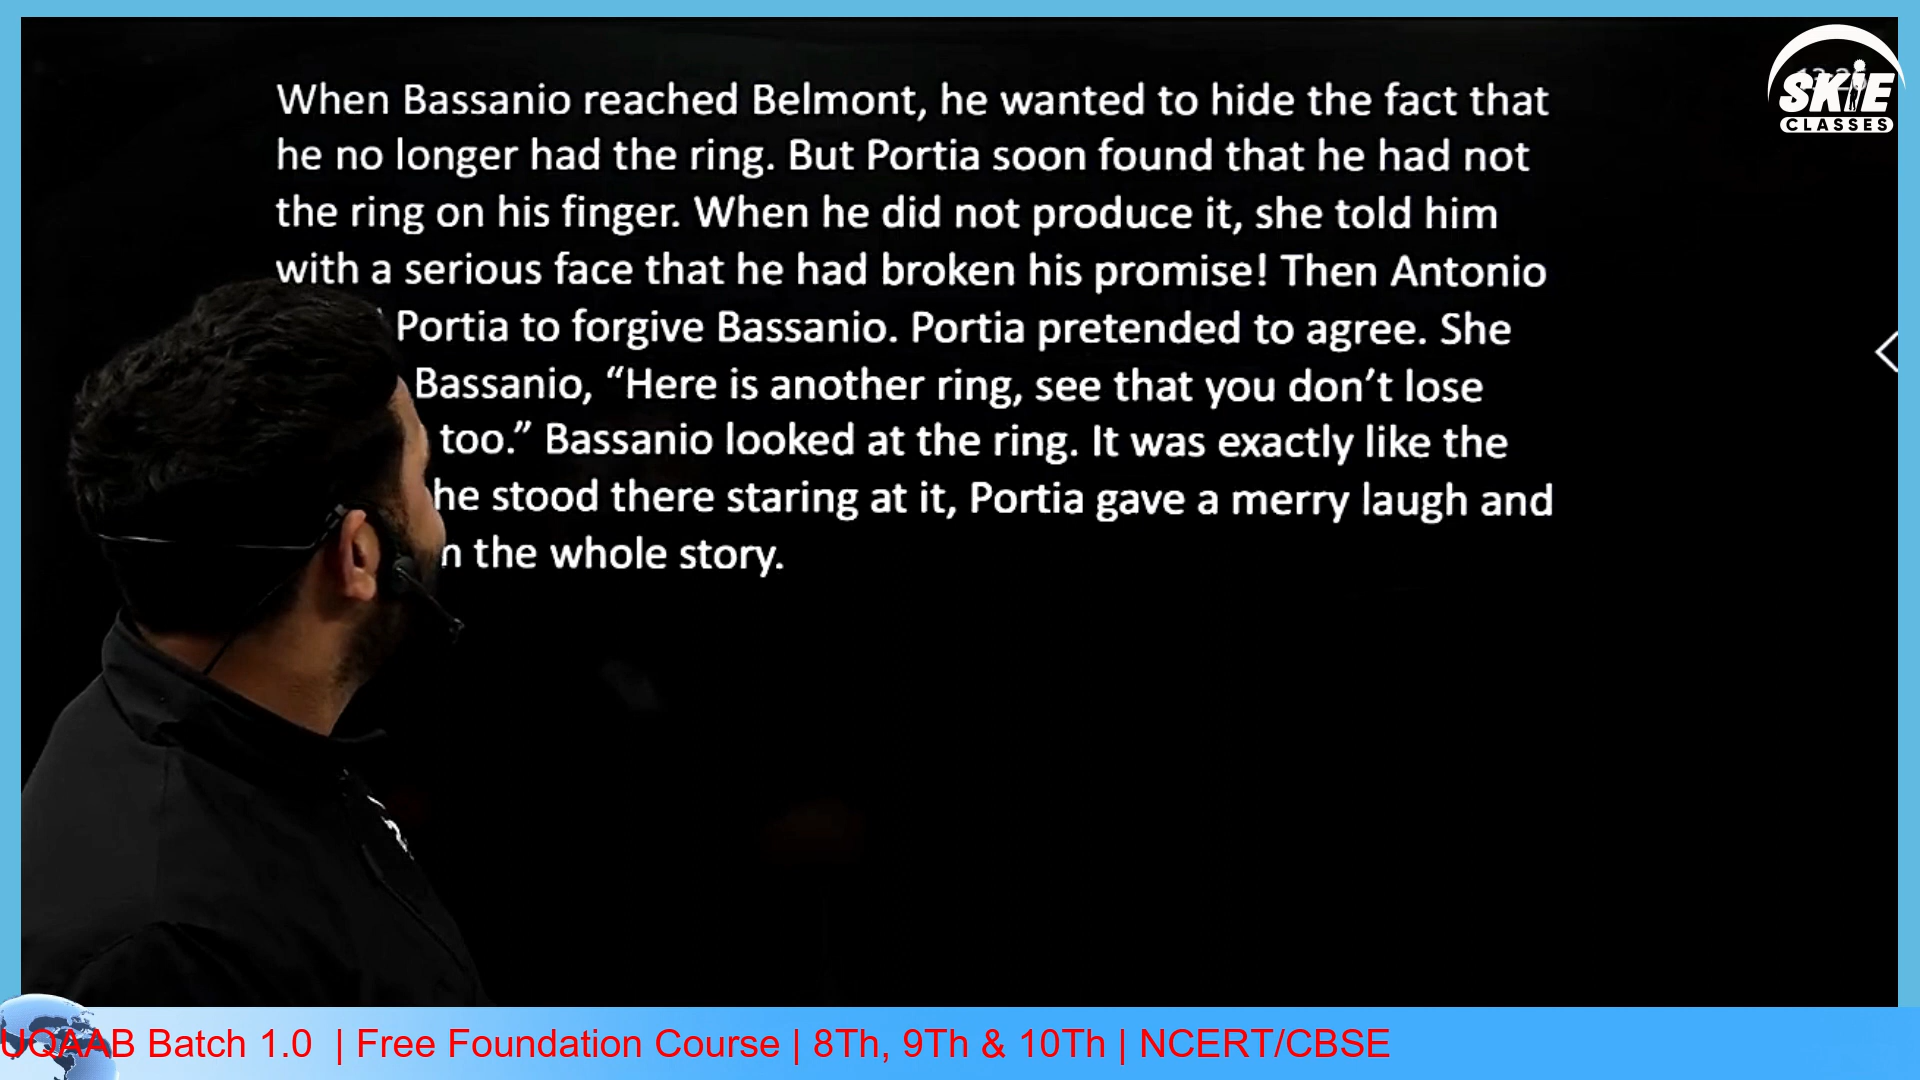 When Bassanio reached Belmont, he wanted to hide the fact that
he no longer had the ring. But Portia soon found that he had not
the ring on his finger. When he did not produce it, she told him
with a serious face that he had broken his promise! Then Antonio
Portia to forgive Bassanio. Portia pretended to agree. She
Bassanio, “Here is another ring, see that you don’t lose
too.” Bassanio looked at the ring. It was exactly like the
he stood there staring at it, Portia gave a merry laugh and
the whole story.
SKIE
CLASSES
UQAAB Batch 1.0 | Free Foundation Course | 8Th, 9Th & 10Th | NCERT/CBSE